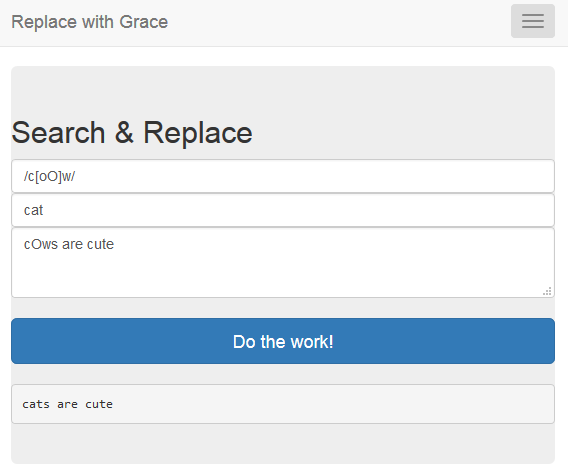 Replace with Grace
Search & Replace
/c[oO]w/
cat
cOws are cute
Do the work!
cats are cute